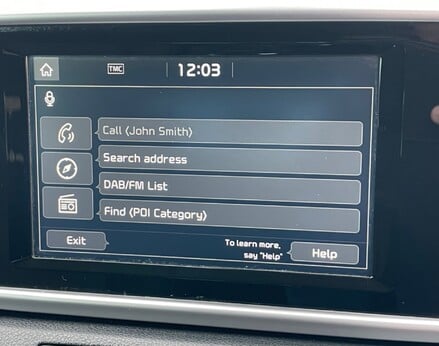 TMC
12:03
Call <John Smith>
Search address
DAB/FM List
Find <POI Category>
Exit
To learn more,
say "Help"
Help